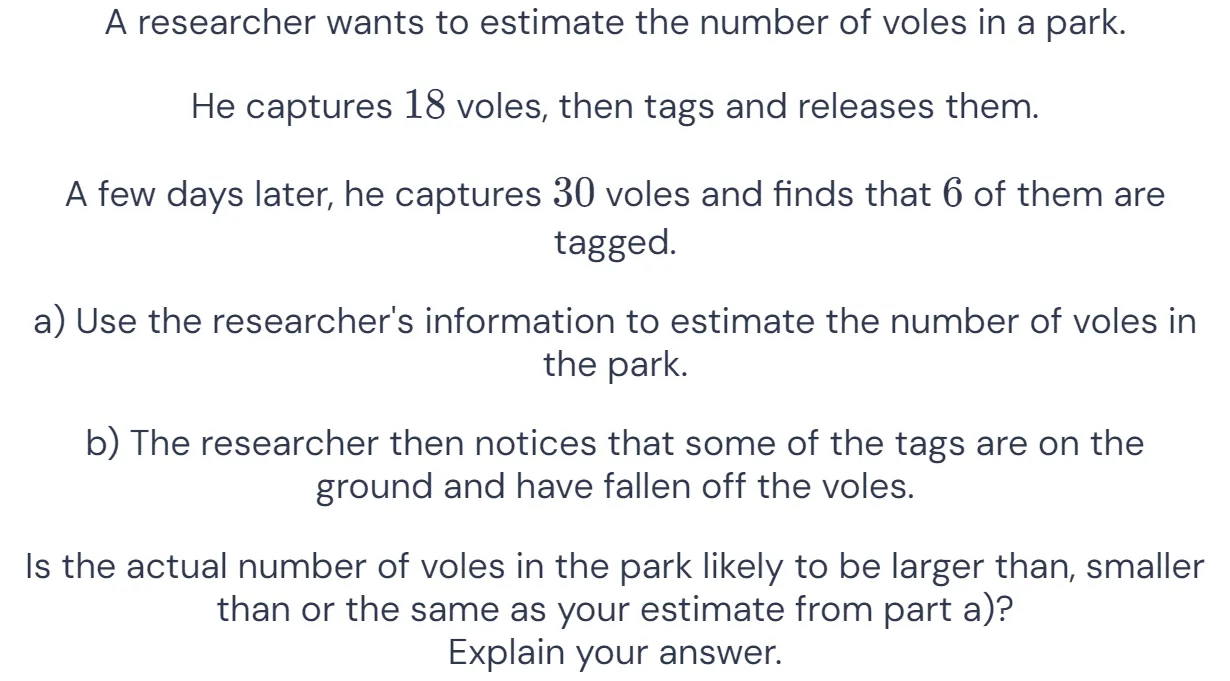 A researcher wants to estimate the number of voles in a park.
He captures 18 voles, then tags and releases them.
A few days later, he captures 30 voles and finds that 6 of them are
tagged.
a) Use the researcher's information to estimate the number of voles in
the park.
b) The researcher then notices that some of the tags are on the
ground and have fallen off the voles.
Is the actual number of voles in the park likely to be larger than, smaller
than or the same as your estimate from part a)?
Explain your answer.